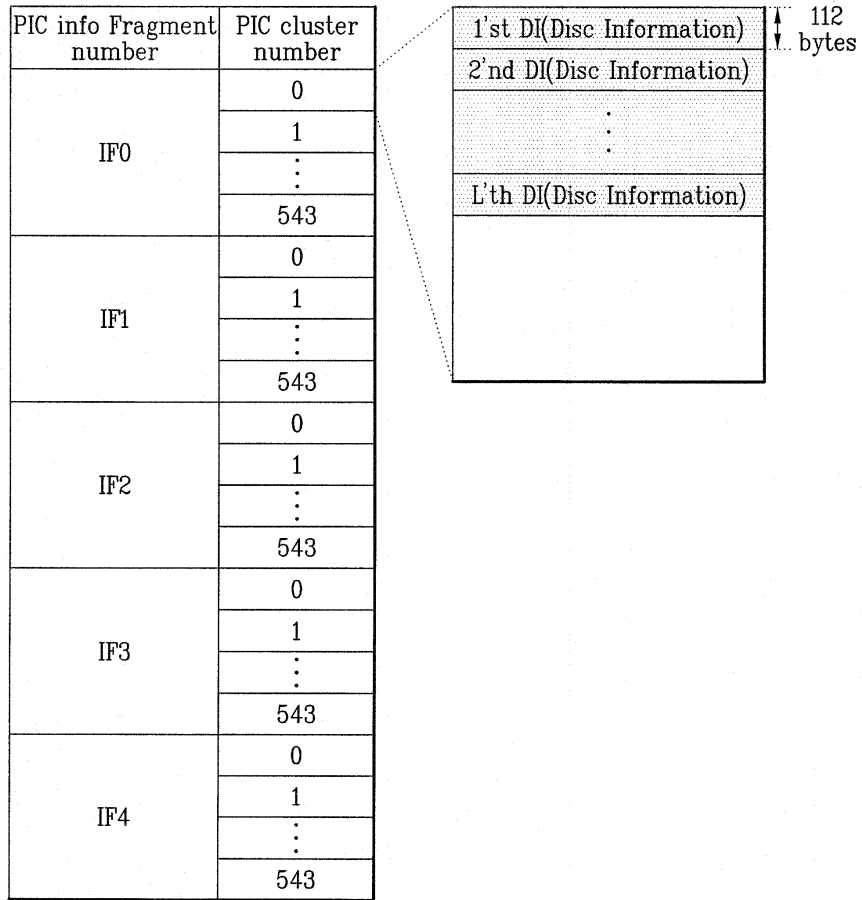 PIC info Fragment
number
PIC cluster
number
IF0
0
1
⋮
543
IF1
0
1
⋮
543
IF2
0
1
⋮
543
IF3
0
1
⋮
543
IF4
0
1
⋮
543
1'st DI(Disc Information)
2'nd DI(Disc Information)
⋮
L'th DI(Disc Information)
112
bytes